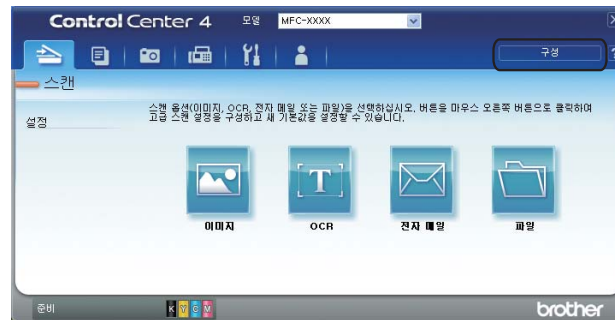 Control Center 4 모델 MFC-XXXX
구성
스캔
설정
스캔 옵션(이미지, OCR, 전자 메일 또는 파일)을 선택하십시오. 버튼을 마우스 오른쪽 버튼으로 클릭하여
고급 스캔 설정을 구성하고 새 기본값을 설정할 수 있습니다.
이미지 OCR 전자 메일 파일
준비 K Y C M brother